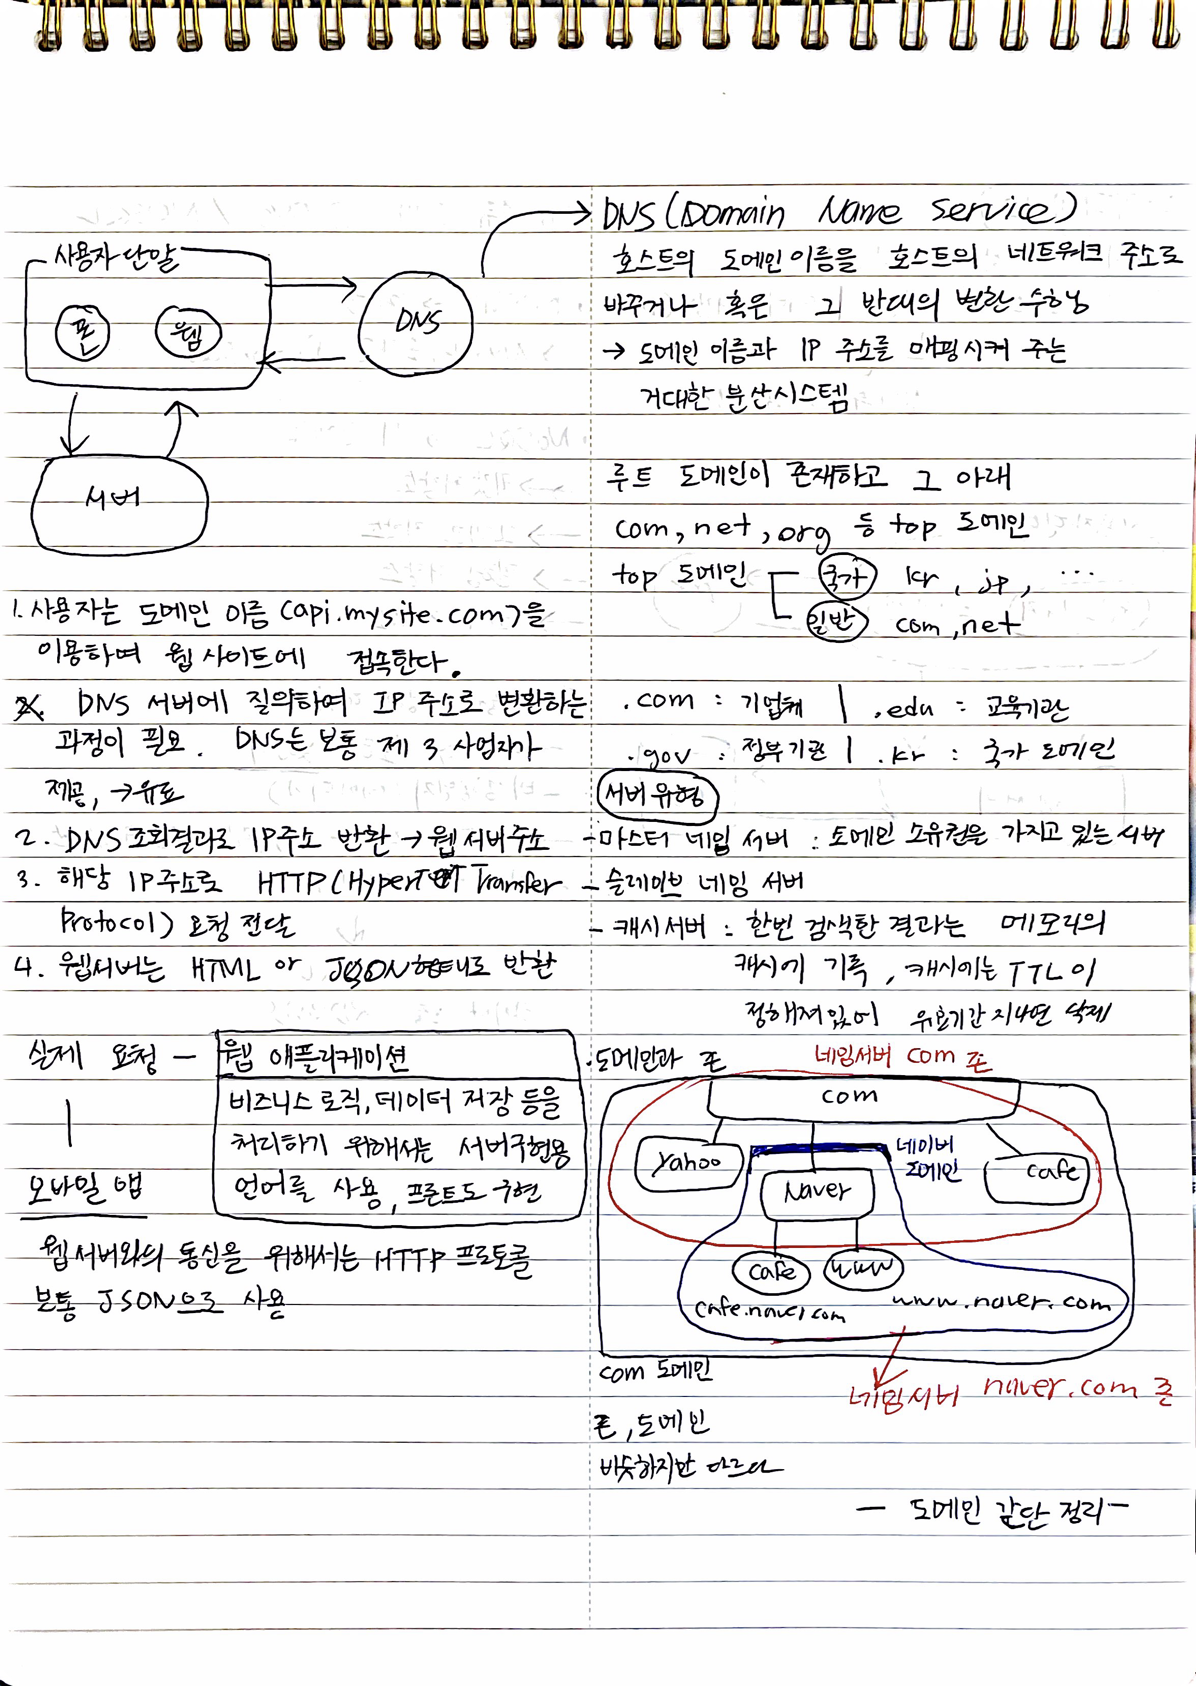 사용자 단말
폰
웹
DNS
서버
1. 사용자는 도메인 이름 (api.mysite.com)을
이용하여 웹 사이트에 접속한다.
※ DNS 서버에 질의하여 IP 주소로 변환하는
과정이 필요. DNS는 보통 제 3 사업자가
제공, → 유료
2. DNS 조회결과로 IP주소 반환 → 웹 서버 주소
3. 해당 IP주소로 HTTP (HyperText Transfer
Protocol) 요청 전달
4. 웹서버는 HTML or JSON형태로 반환
실제 요청 –
웹 애플리케이션
비즈니스 로직, 데이터 저장 등을
처리하기 위해서는 서버구현용
언어를 사용, 프론트도 구현
모바일 앱
웹 서버와의 통신을 위해서는 HTTP 프로토콜
보통 JSON으로 사용
DNS (Domain Name Service)
호스트의 도메인 이름을 호스트의 네트워크 주소로
바꾸거나 혹은 그 반대의 변환 수행
→ 도메인 이름과 IP 주소를 매핑시켜 주는
거대한 분산시스템
루트 도메인이 존재하고 그 아래
com, net, org 등 top 도메인
top 도메인
국가 kr, jp, ...
일반 com, net
.com : 기업체 | .edu : 교육기관
.gov : 정부기관 | .kr : 국가 도메인
서버 유형
- 마스터 네임 서버 : 도메인 소유권을 가지고 있는 서버
- 슬레이브 네임 서버
- 캐시서버 : 한번 검색한 결과는 메모리의
캐시에 기록, 캐시에는 TTL이
정해져있어 유효기간 지나면 삭제
· 도메인과 존
네임서버 com 존
com
Yahoo
네이버
도메인
Naver
cafe
cafe
www
cafe.naver.com
www.naver.com
com 도메인
네임서버 naver.com 존
존, 도메인
비슷하지만 다르다
— 도메인 간단 정리 —